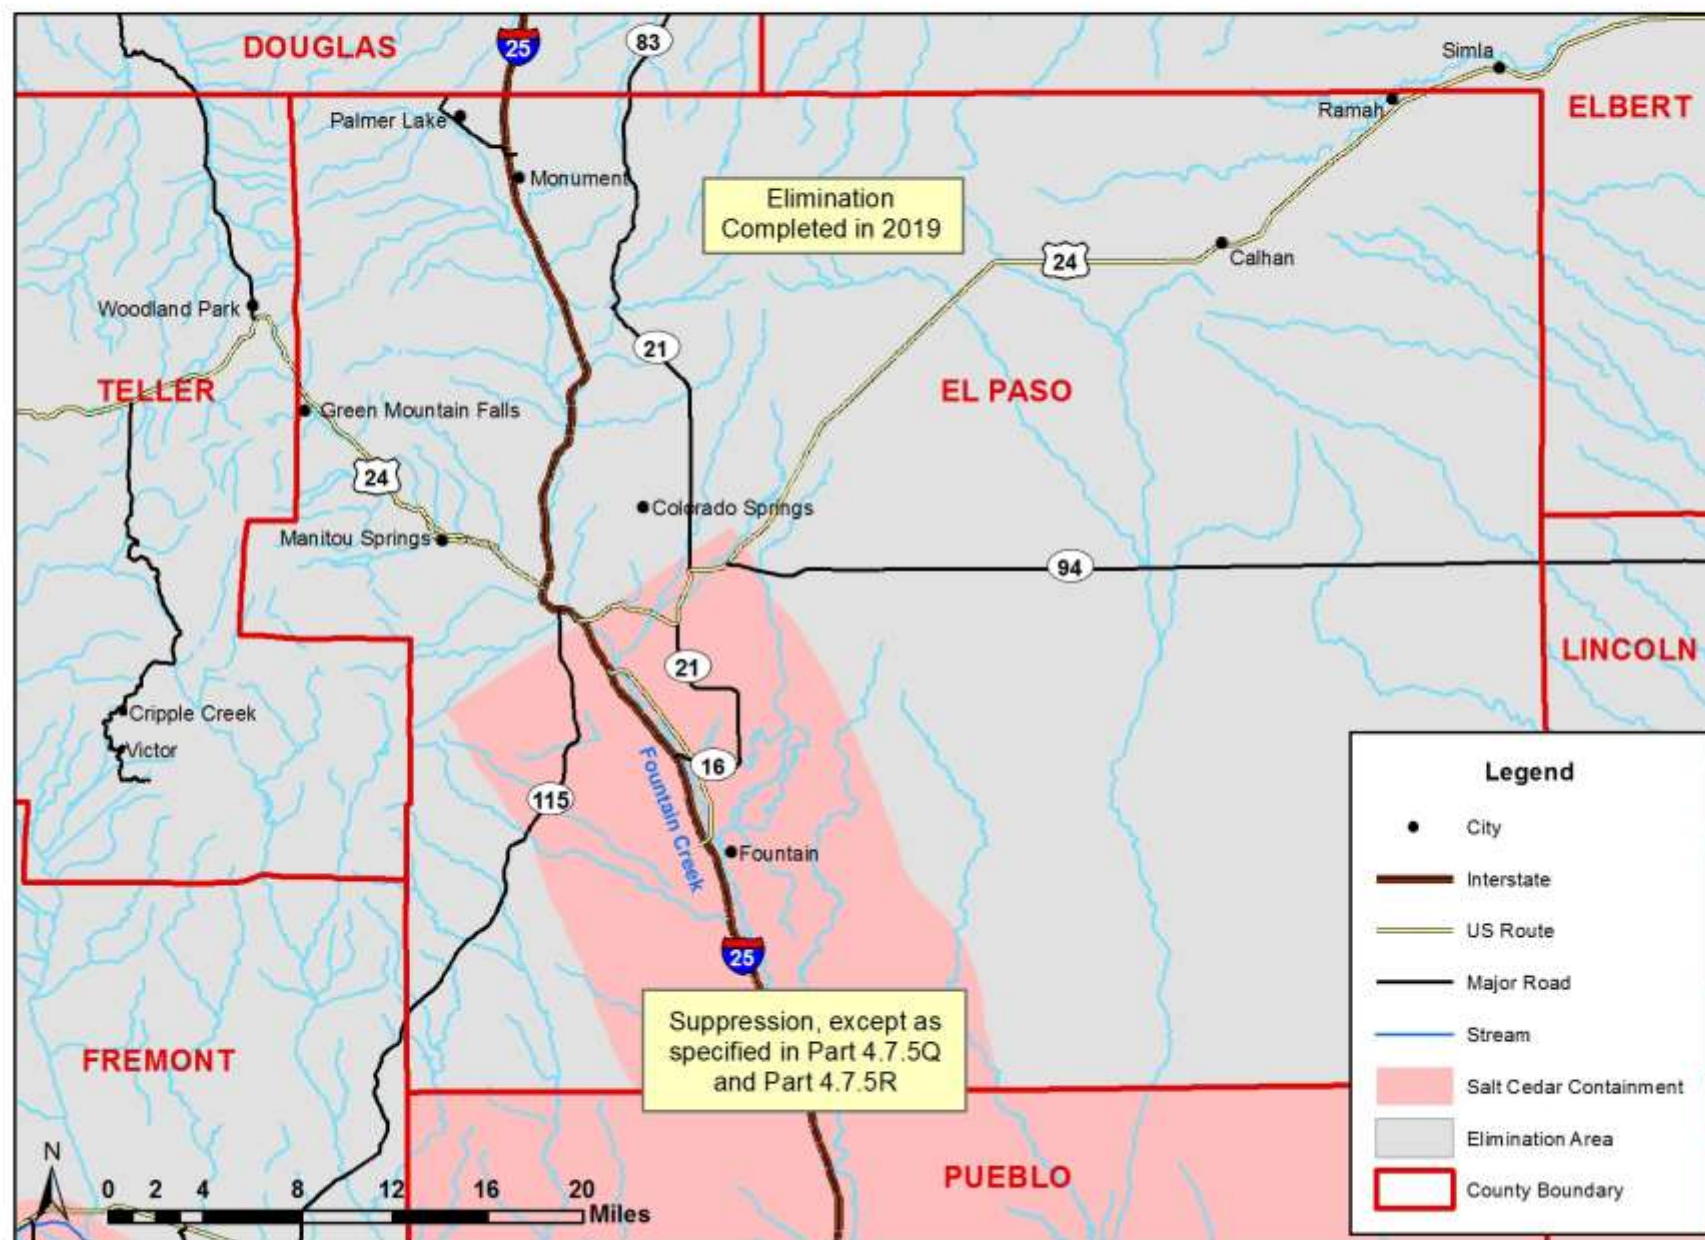 DOUGLAS
25
83
Simla
Ramah
ELBERT
Palmer Lake
Monument
Elimination
Completed in 2019
24
Calhan
Woodland Park
21
TELLER
EL PASO
Green Mountain Falls
24
Colorado Springs
Manitou Springs
94
21
LINCOLN
Cripple Creek
Victor
16
Fountain Creek
115
Fountain
25
Suppression, except as
specified in Part 4.7.5Q
and Part 4.7.5R
FREMONT
PUEBLO
N
0 2 4 8 12 16 20
Miles
Legend
City
Interstate
US Route
Major Road
Stream
Salt Cedar Containment
Elimination Area
County Boundary